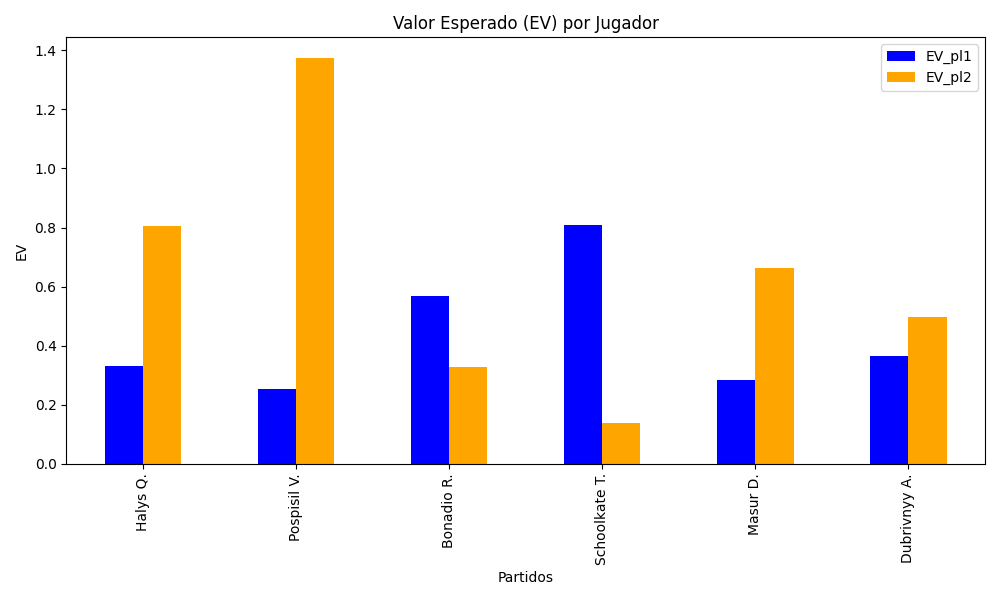 Valor Esperado (EV) por Jugador
EV_pl1
EV_pl2
EV
1.4
1.2
1.0
0.8
0.6
0.4
0.2
0.0
Halys Q.
Pospisil V.
Bonadio R.
Schoolkate T.
Masur D.
Dubrivnyy A.
Partidos